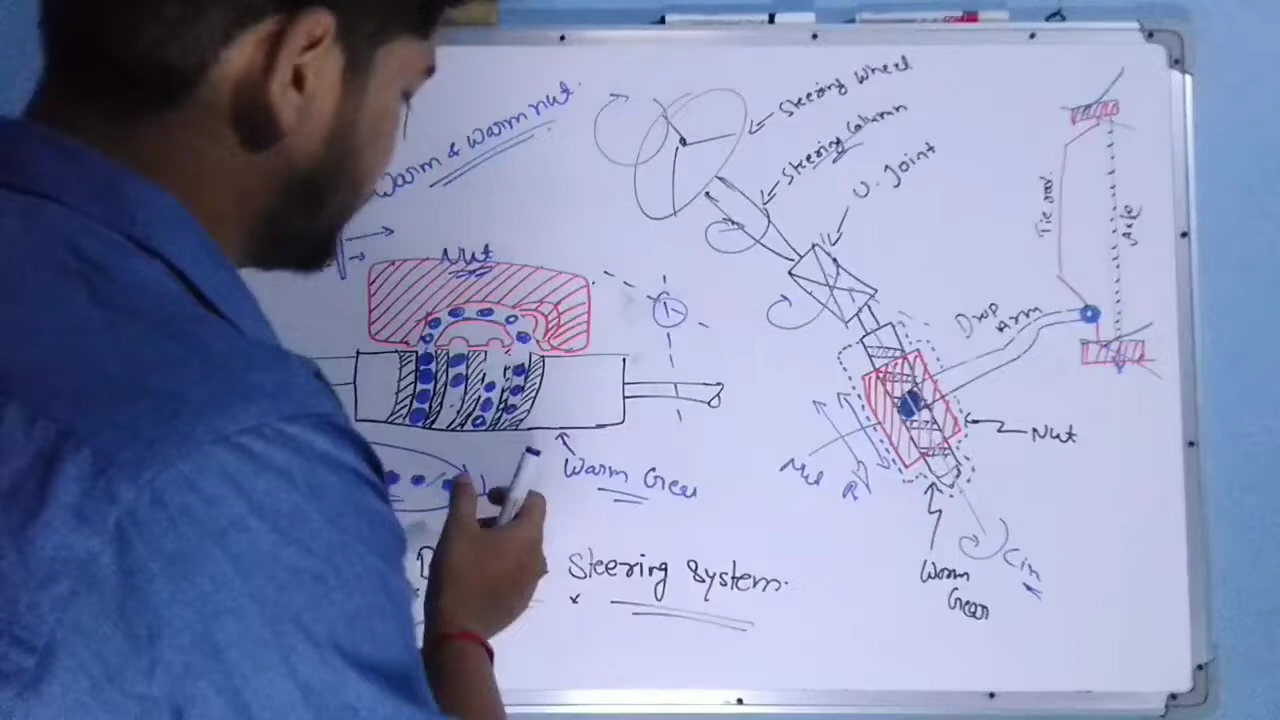 Warm & Warm nut.
Nut
Warm Gear
Steering System.
Steering Wheel
Steering Column
U. Joint
Drop
Arm
Tie rod.
Axle
Nut
Worm
Gear